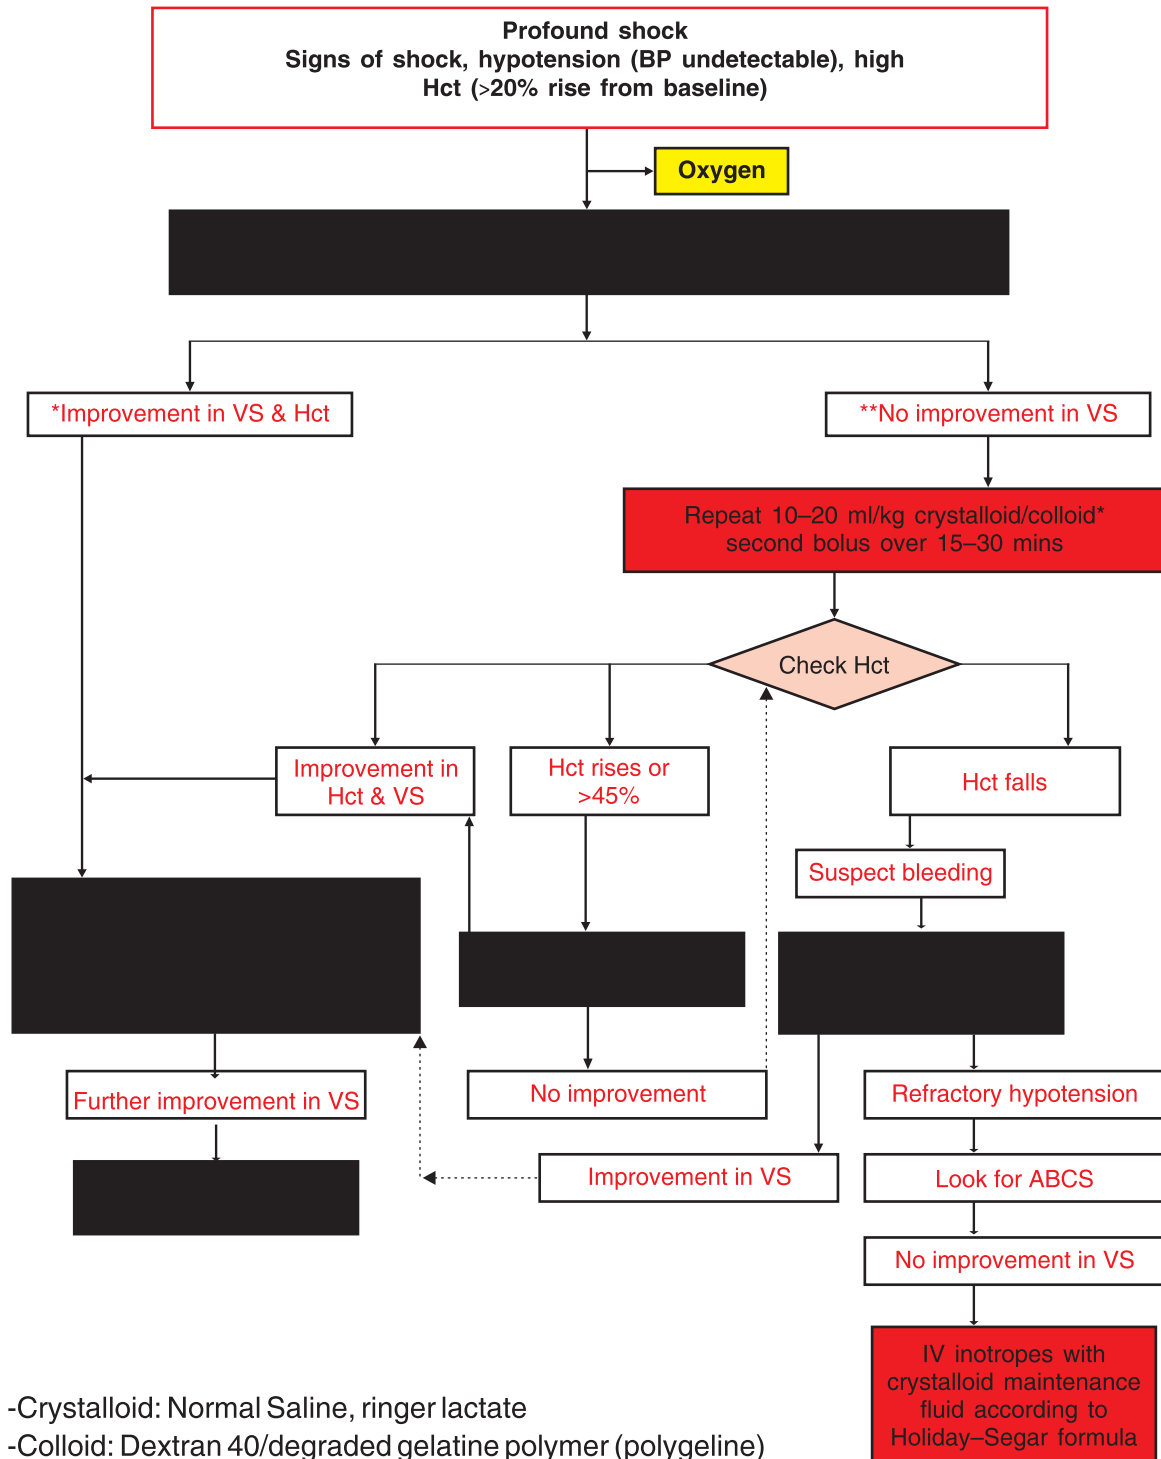 Profound shock
Signs of shock, hypotension (BP undetectable), high
Hct (>20% rise from baseline)
Oxygen
*Improvement in VS & Hct
**No improvement in VS
Repeat 10–20 ml/kg crystalloid/colloid*
second bolus over 15–30 mins
Check Hct
Improvement in
Hct & VS
Hct rises or
>45%
Hct falls
Suspect bleeding
Further improvement in VS
No improvement
Refractory hypotension
Improvement in VS
Look for ABCS
No improvement in VS
IV inotropes with
crystalloid maintenance
fluid according to
Holiday–Segar formula
-Crystalloid: Normal Saline, ringer lactate
-Colloid: Dextran 40/degraded gelatine polymer (polygeline)